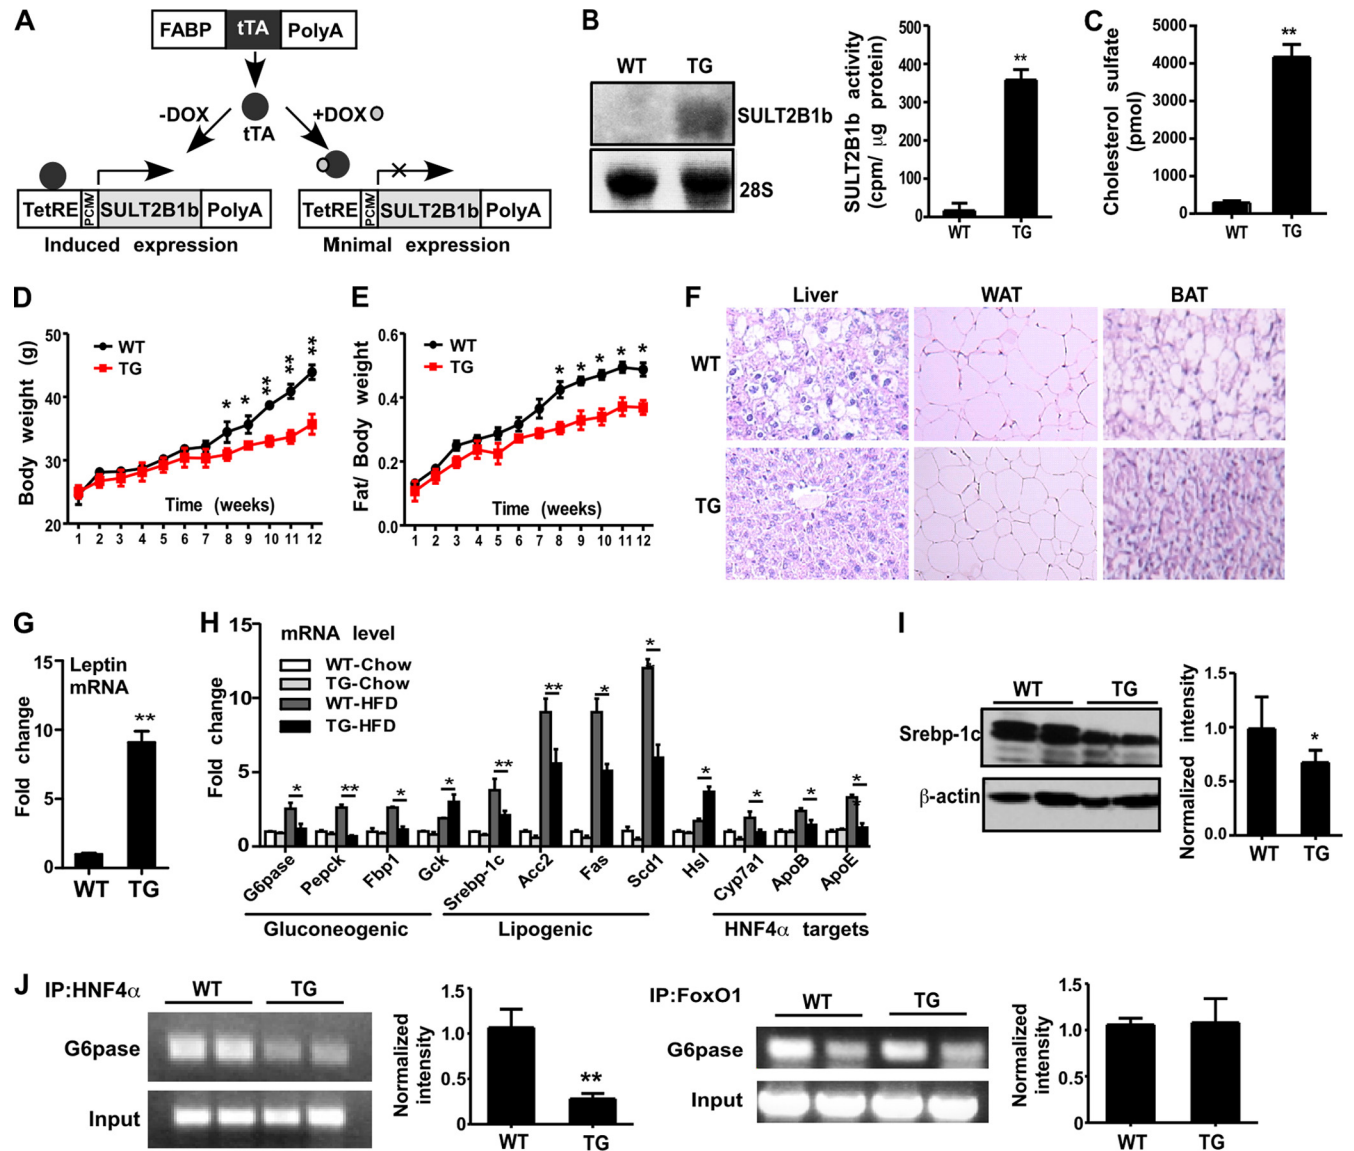 A
FABP tTA PolyA
-DOX
tTA
+DOX
TetRE PCMV SULT2B1b PolyA
Induced expression
TetRE PCMV SULT2B1b PolyA
Minimal expression
B
WT TG
SULT2B1b
28S
SULT2B1b activity
(cpm/ μg protein)
500
400
300
200
100
0
**
WT TG
C
Cholesterol sulfate
(pmol)
5000
4000
3000
2000
1000
0
**
WT TG
D
Body weight (g)
50
40
30
20
WT
TG
* * ** ** **
Time (weeks)
1 2 3 4 5 6 7 8 9 10 11 12
E
Fat/ Body weight
0.6
0.4
0.2
0.0
WT
TG
* * * * *
Time (weeks)
1 2 3 4 5 6 7 8 9 10 11 12
F
Liver WAT BAT
WT
TG
G
Fold change
15
10
5
0
Leptin
mRNA
**
WT TG
H
Fold change
15
10
5
0
mRNA level
WT-Chow
TG-Chow
WT-HFD
TG-HFD
* ** * * ** ** * * * * * * *
G6pase Pepck Fbp1 Gck Srebp-1c Acc2 Fas Scd1 Hsl Cyp7a1 ApoB ApoE
Gluconeogenic Lipogenic HNF4α targets
I
WT TG
Srebp-1c
β-actin
Normalized intensity
1.5
1.0
0.5
0.0
*
WT TG
J
IP:HNF4α WT TG
G6pase
Input
Normalized
intensity
1.5
1.0
0.5
0
**
WT TG
IP:FoxO1 WT TG
G6pase
Input
Normalized
intensity
1.5
1.0
0.5
0
WT TG